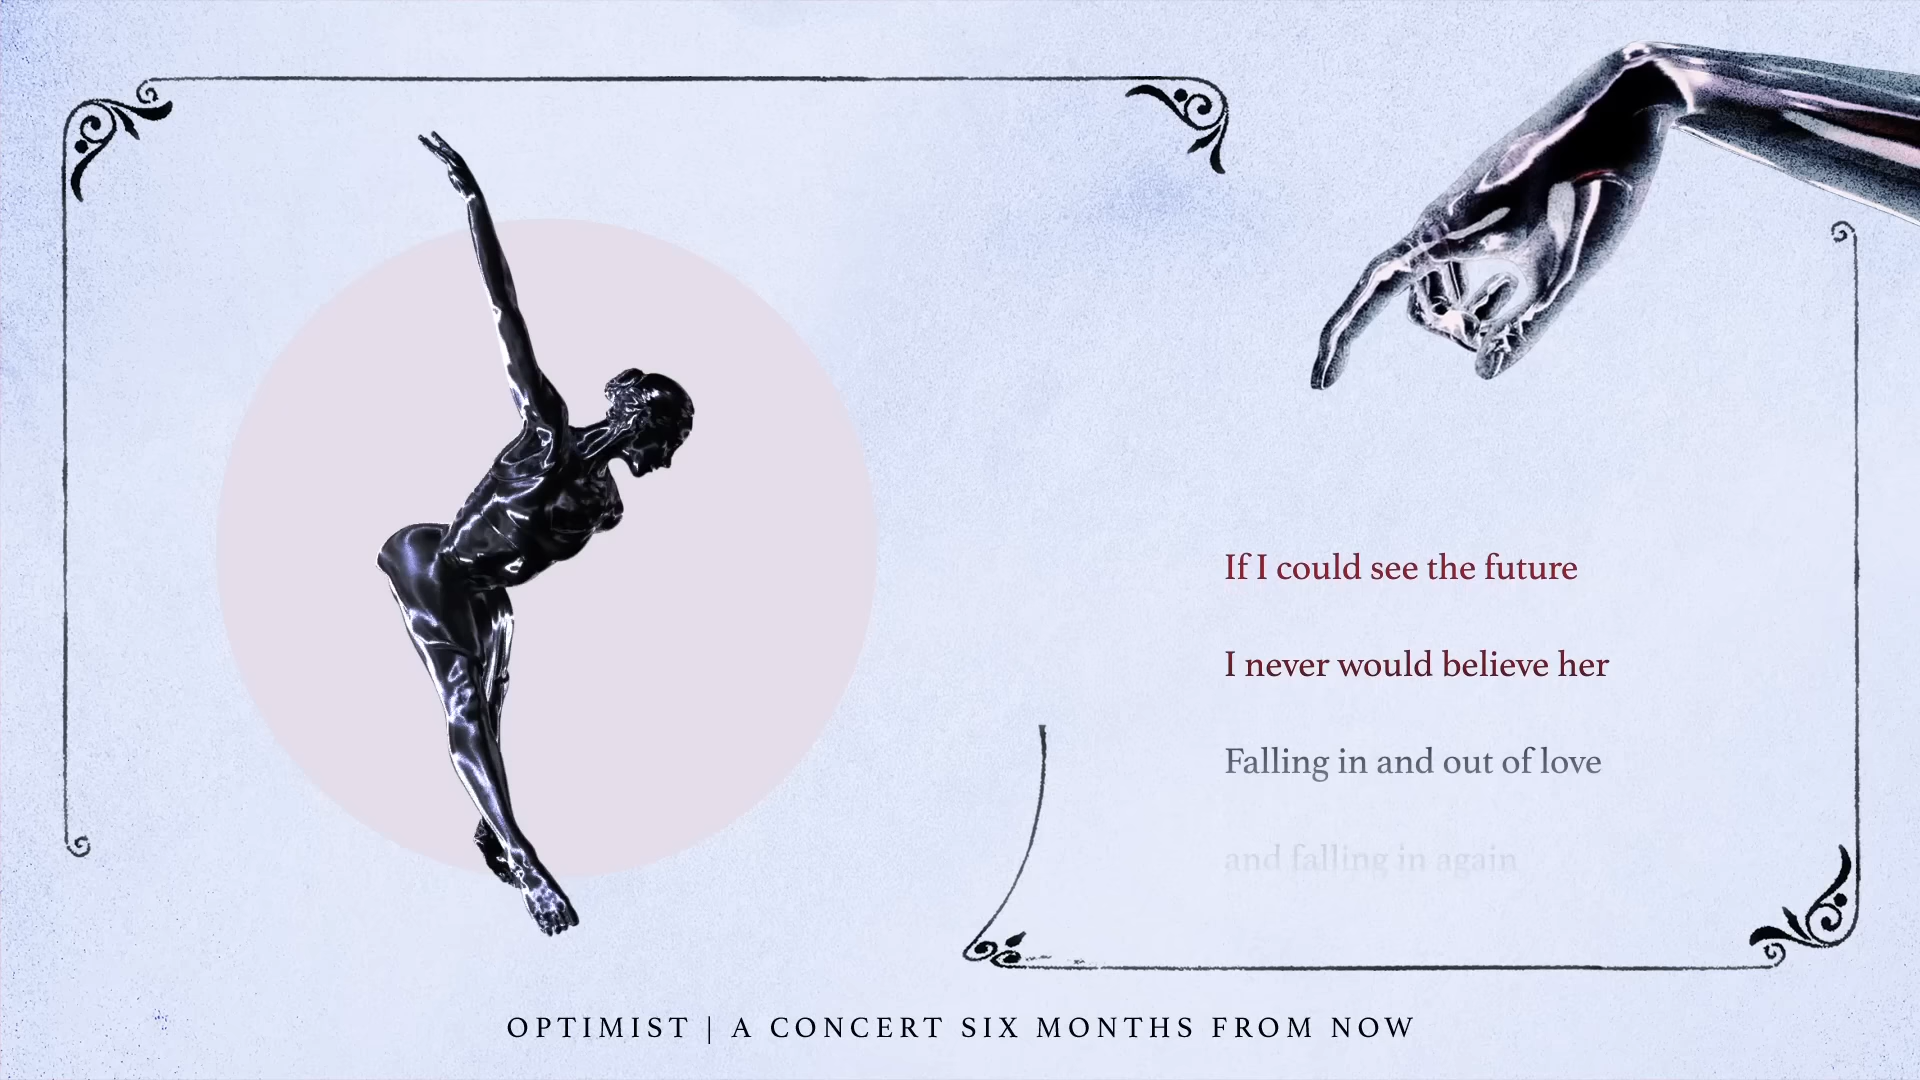 If I could see the future
I never would believe her
Falling in and out of love
and falling in again
OPTIMIST | A CONCERT SIX MONTHS FROM NOW